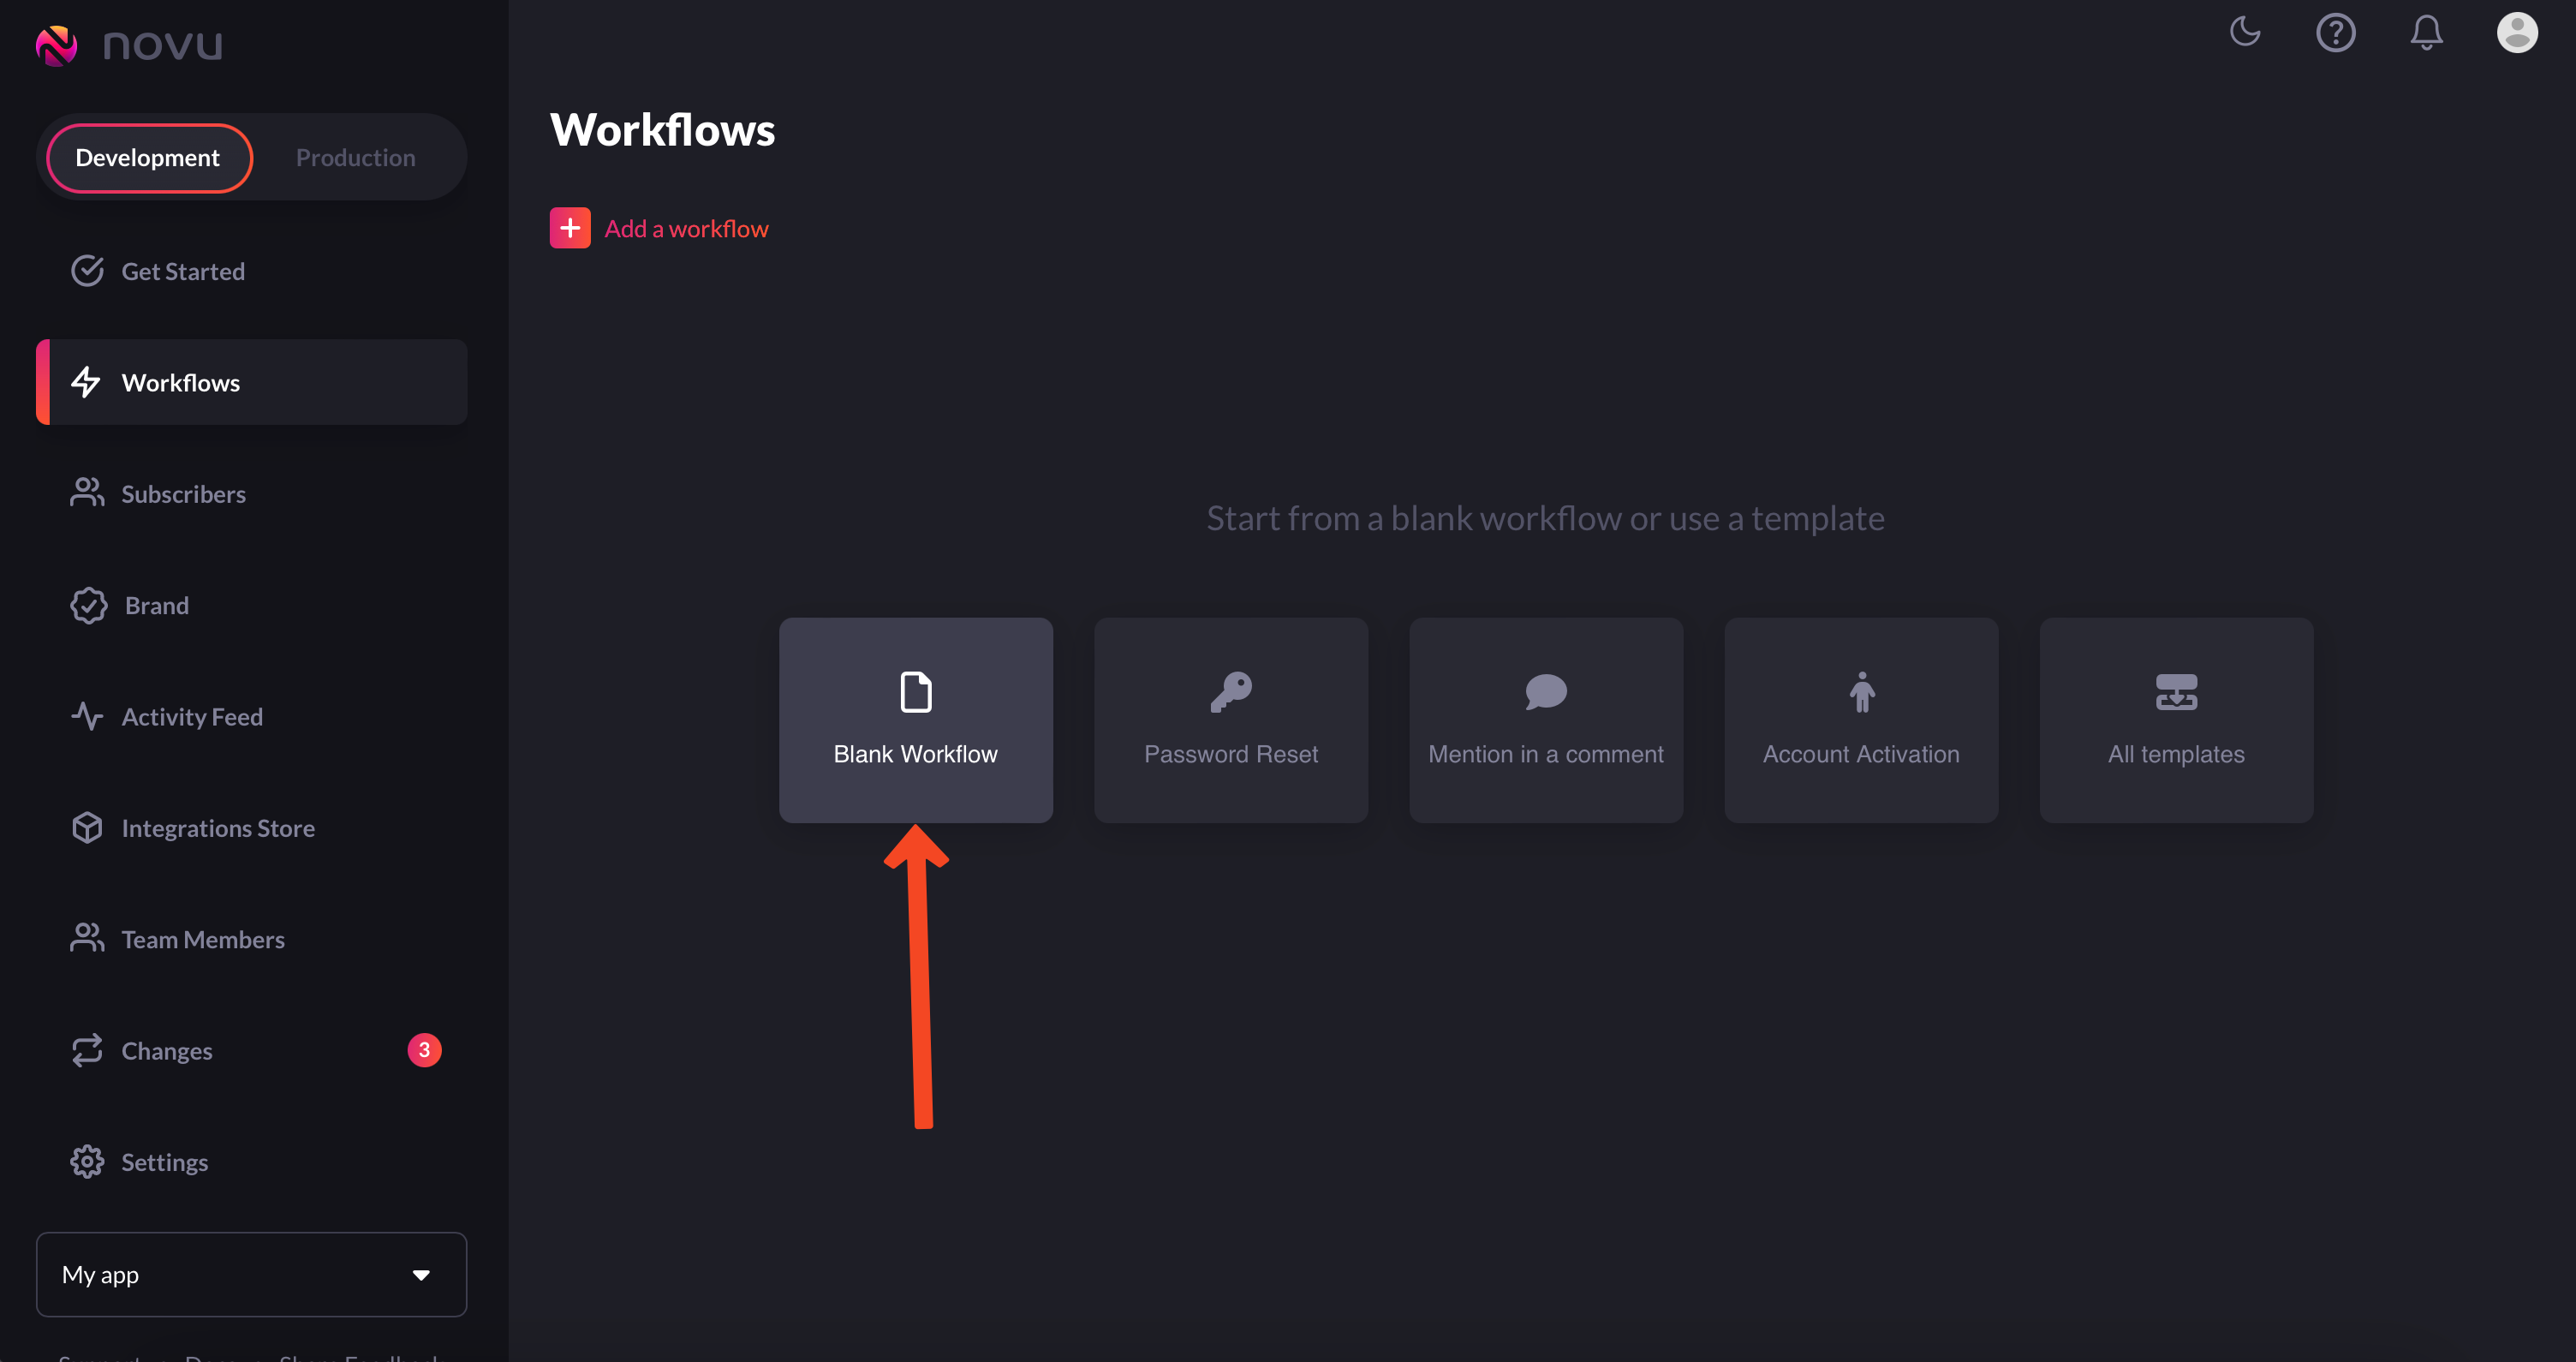 novu
Development
Production
Get Started
Workflows
Subscribers
Brand
Activity Feed
Integrations Store
Team Members
Changes
3
Settings
My app
Workflows
Add a workflow
Start from a blank workflow or use a template
Blank Workflow
Password Reset
Mention in a comment
Account Activation
All templates